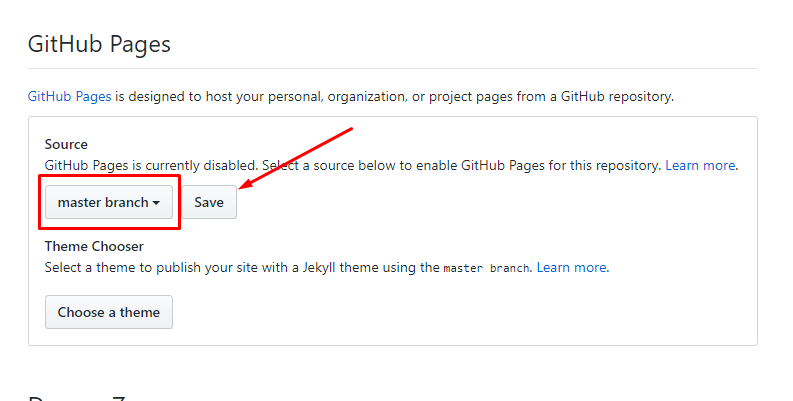 GitHub Pages
GitHub Pages is designed to host your personal, organization, or project pages from a GitHub repository.
Source
GitHub Pages is currently disabled. Select a source below to enable GitHub Pages for this repository. Learn more.
master branch Save
Theme Chooser
Select a theme to publish your site with a Jekyll theme using the master branch. Learn more.
Choose a theme